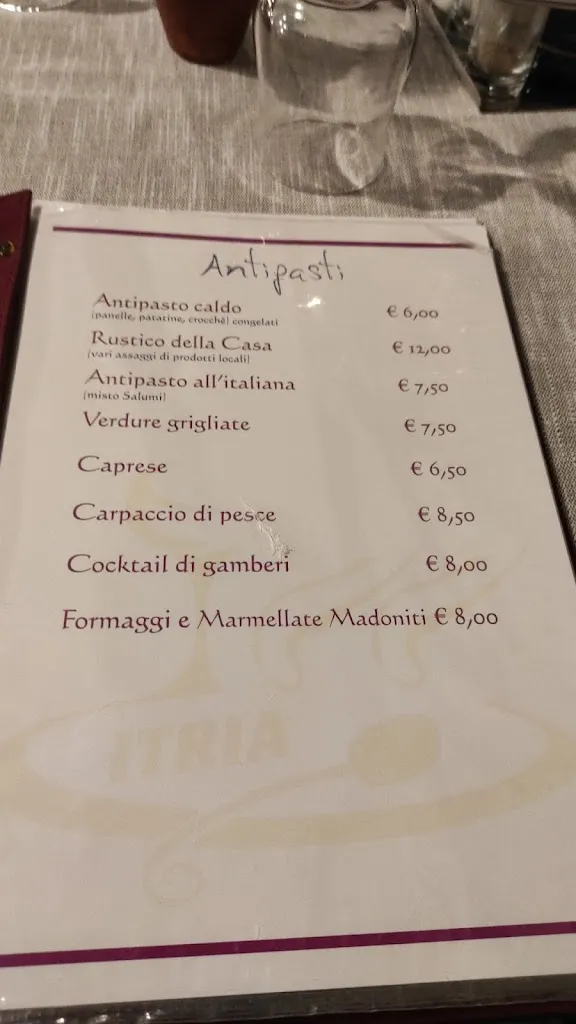 Antipasti
Antipasto caldo € 6,00
(panelle, patatine, crocchè) congelati
Rustico della Casa € 12,00
(vari assaggi di prodotti locali)
Antipasto all'italiana € 7,50
(misto Salumi)
Verdure grigliate € 7,50
Caprese € 6,50
Carpaccio di pesce € 8,50
Cocktail di gamberi € 8,00
Formaggi e Marmellate Madoniti € 8,00
ITRIA